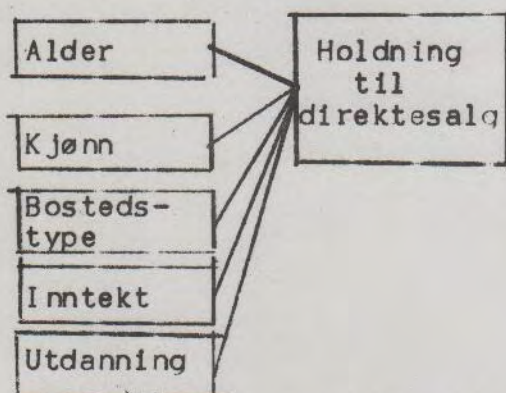 Alder
Holdning
til
direktesalg
Kjønn
Bosteds-
type
Inntekt
Utdanning